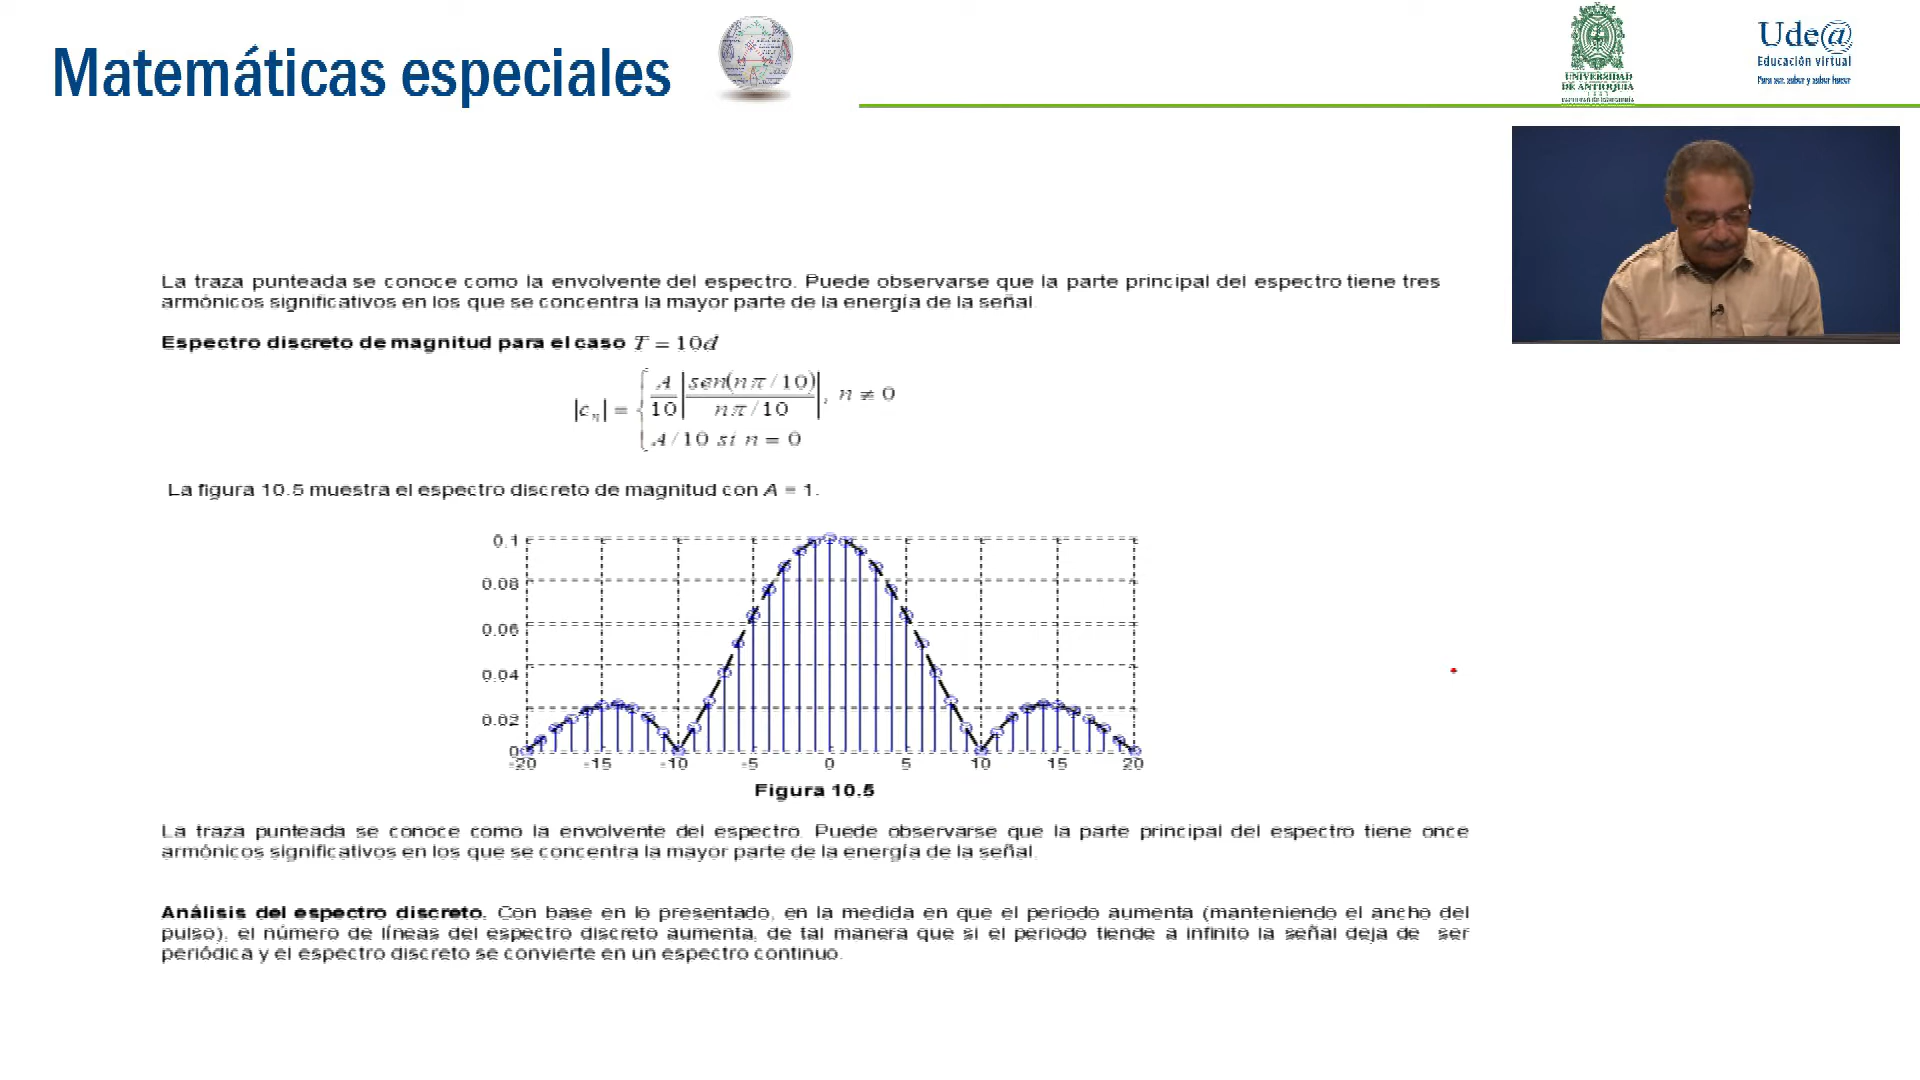 Matemáticas especiales
UNIVERSIDAD
DE ANTIOQUIA
1803
Ude@
Educación virtual
Para ser, saber y saber hacer
La traza punteada se conoce como la envolvente del espectro. Puede observarse que la parte principal del espectro tiene tres
armónicos significativos en los que se concentra la mayor parte de la energía de la señal.
Espectro discreto de magnitud para el caso T = 10d
|c_n| = { A/10 |sen(nπ/10) / (nπ/10)|, n ≠ 0
A/10 si n = 0
La figura 10.5 muestra el espectro discreto de magnitud con A = 1.
0.1
0.08
0.06
0.04
0.02
0
-20 -15 -10 -5 0 5 10 15 20
Figura 10.5
La traza punteada se conoce como la envolvente del espectro. Puede observarse que la parte principal del espectro tiene once
armónicos significativos en los que se concentra la mayor parte de la energía de la señal.
Análisis del espectro discreto. Con base en lo presentado, en la medida en que el periodo aumenta (manteniendo el ancho del
pulso), el número de líneas del espectro discreto aumenta, de tal manera que si el periodo tiende a infinito la señal deja de ser
periódica y el espectro discreto se convierte en un espectro continuo.